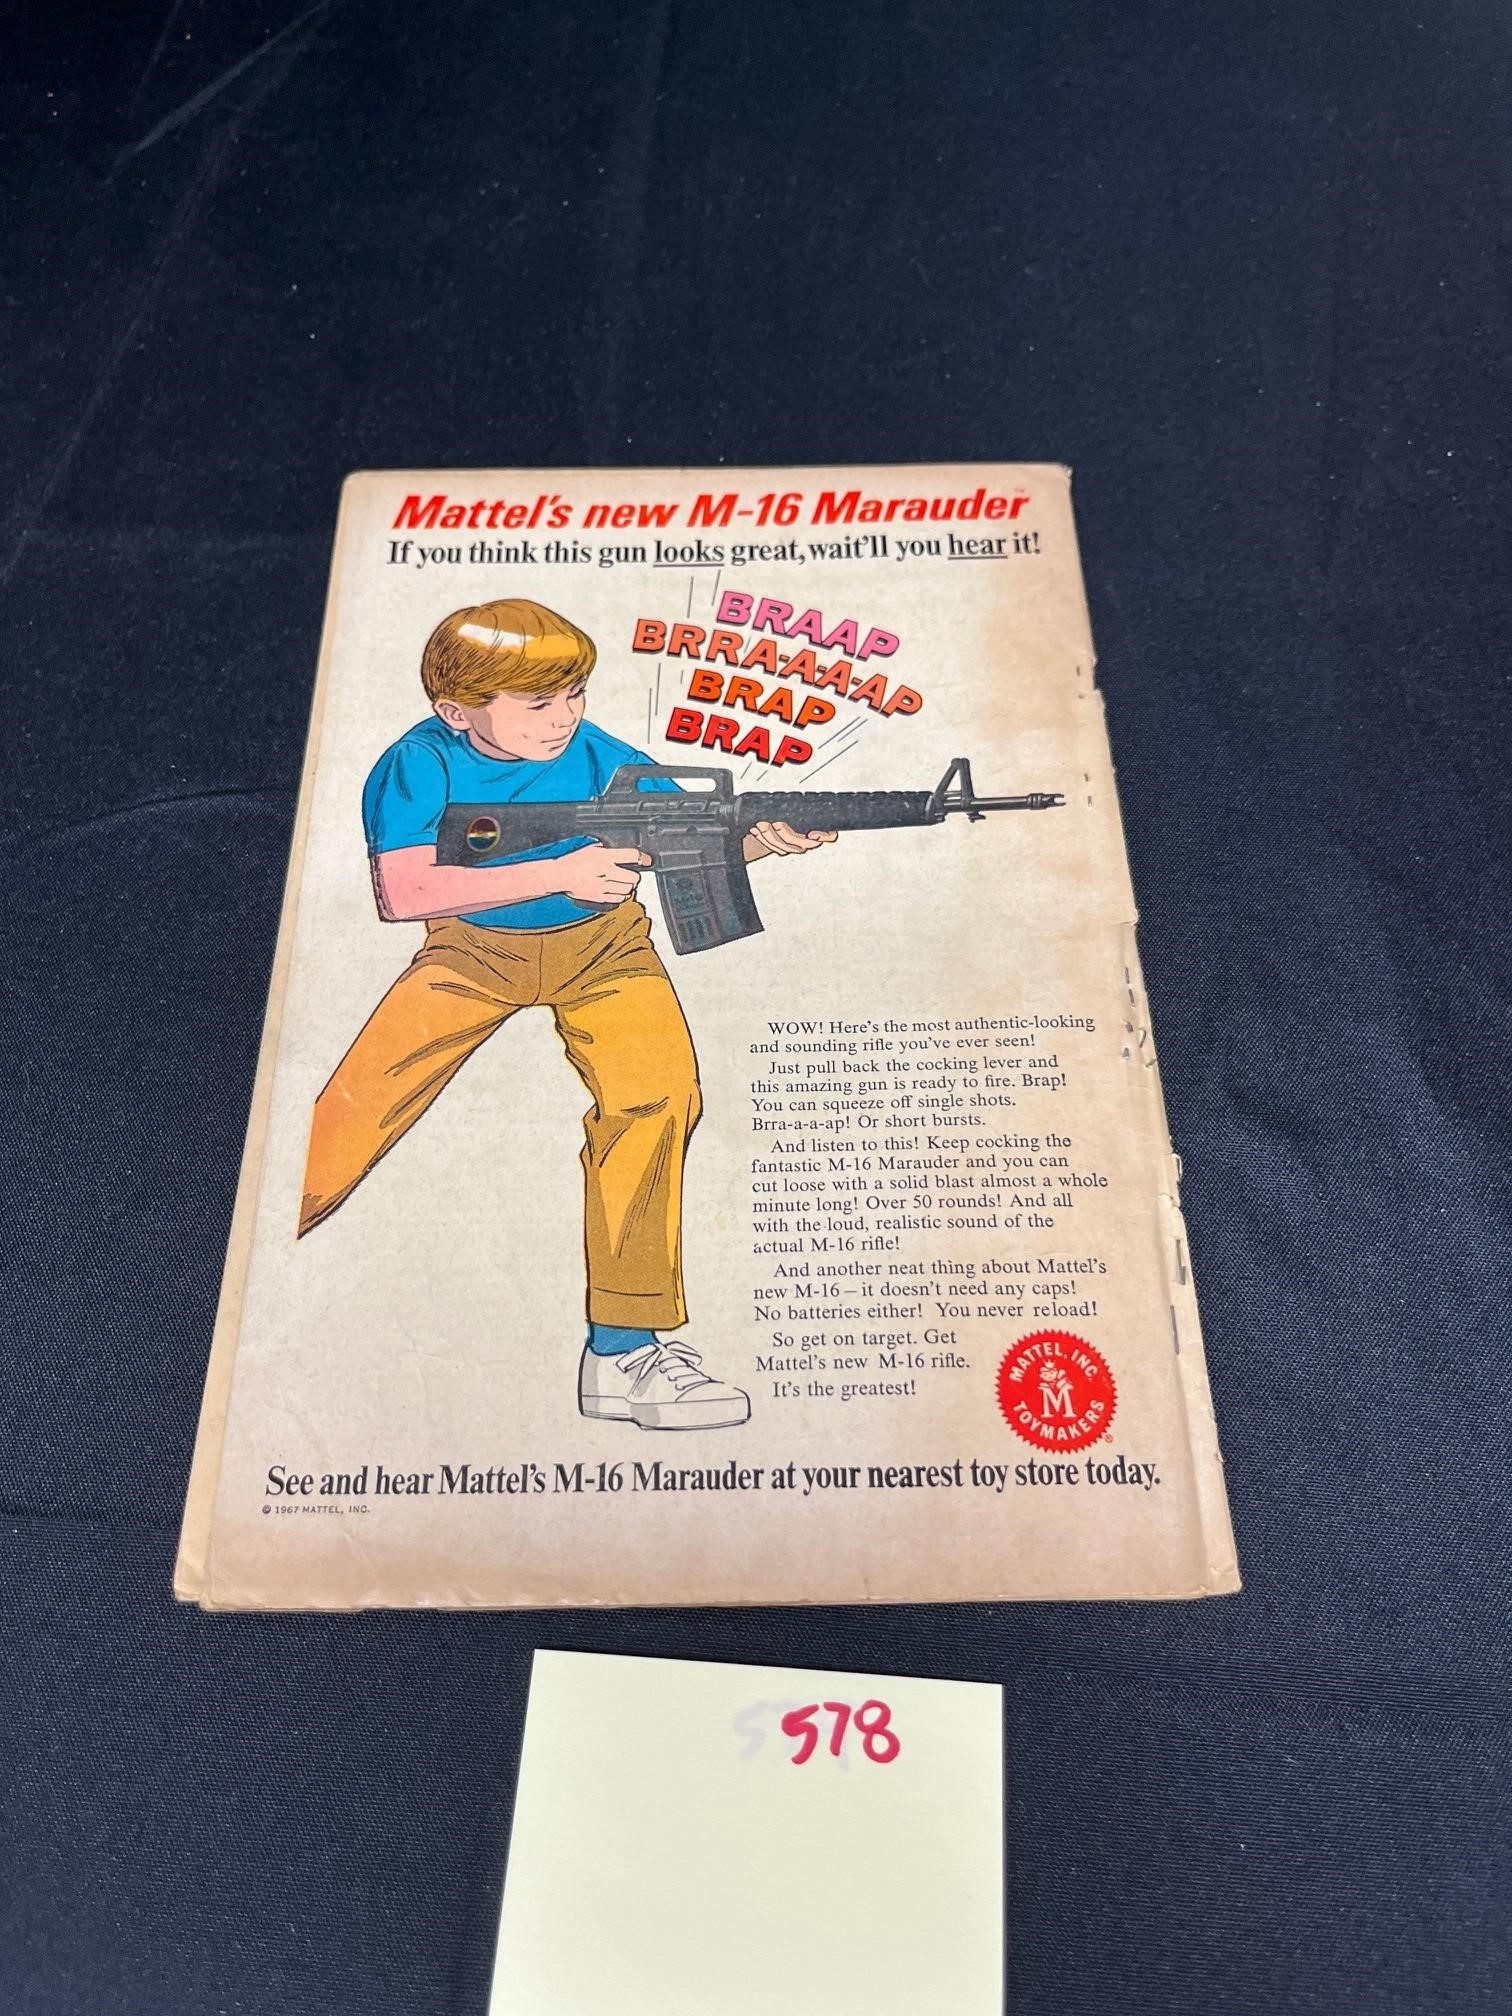 Mattel's new M-16 Marauder™
If you think this gun looks great, wait'll you hear it!
BRAAP
BRRA-A-A-AP
BRAP
BRAP
WOW! Here's the most authentic-looking
and sounding rifle you've ever seen!
Just pull back the cocking lever and
this amazing gun is ready to fire. Brap!
You can squeeze off single shots.
Brra-a-a-ap! Or short bursts.
And listen to this! Keep cocking the
fantastic M-16 Marauder and you can
cut loose with a solid blast almost a whole
minute long! Over 50 rounds! And all
with the loud, realistic sound of the
actual M-16 rifle!
And another neat thing about Mattel's
new M-16—it doesn't need any caps!
No batteries either! You never reload!
So get on target. Get
Mattel's new M-16 rifle.
It's the greatest!
MATTEL, INC.
M
TOYMAKERS®
See and hear Mattel's M-16 Marauder at your nearest toy store today.
© 1967 MATTEL, INC.
578